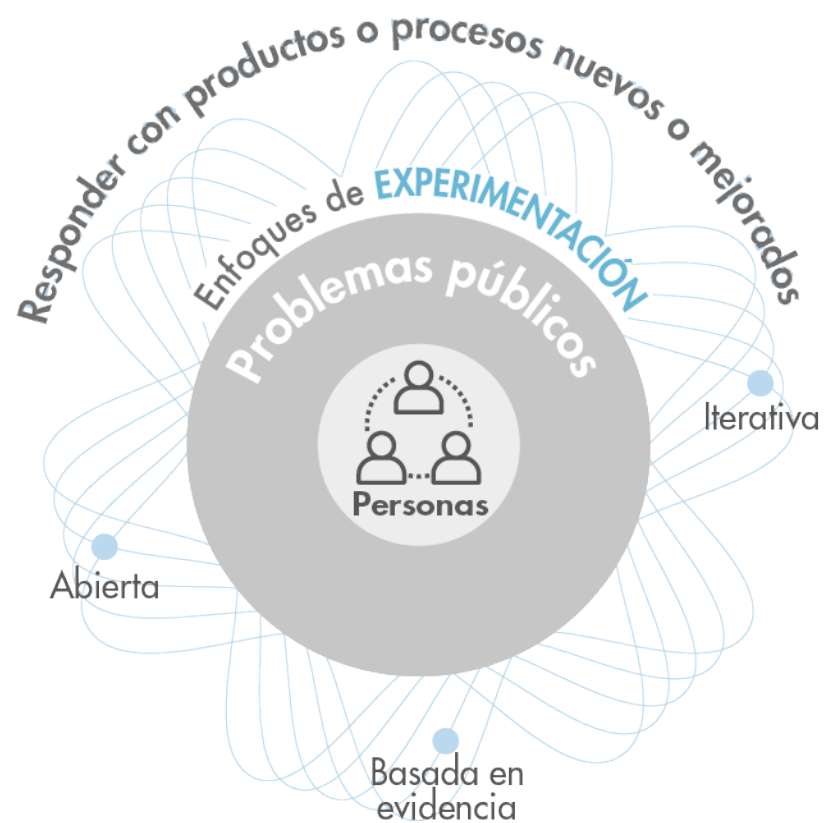 Responder con productos o procesos nuevos o mejorados
Enfoques de EXPERIMENTACIÓN
Problemas públicos
Personas
Iterativa
Abierta
Basada en
evidencia